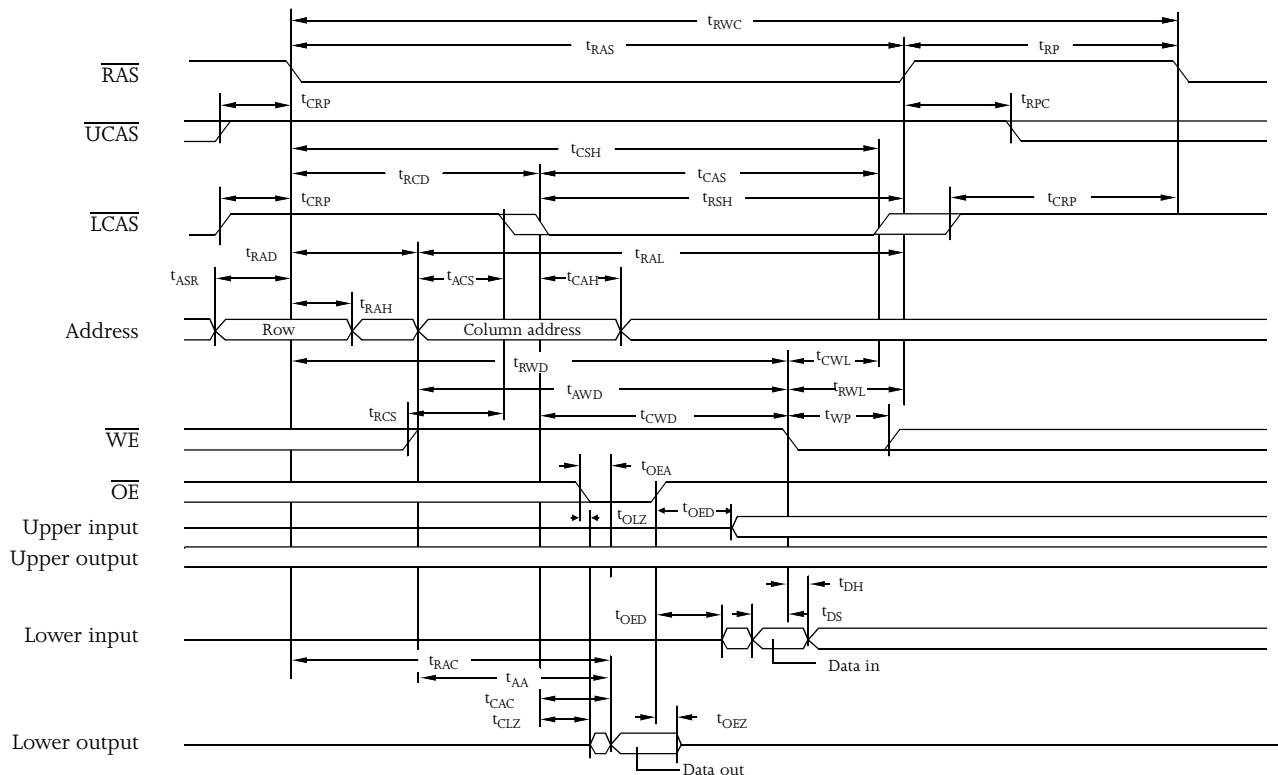 tRWC
tRAS tRP
RAS
tCRP tRPC
UCAS
tCSH
tRCD tCAS
tCRP tRSH tCRP
LCAS
tRAD tRAL
tASR tACS tCAH
tRAH
Address Row Column address
tRWD tCWL
tAWD tRWL
tRCS tCWD tWP
WE
tOEA
OE
tOLZ tOED
Upper input
Upper output
tDH
tOED tDS
Lower input
Data in
tRAC
tAA
tCAC
tCLZ tOEZ
Lower output
Data out